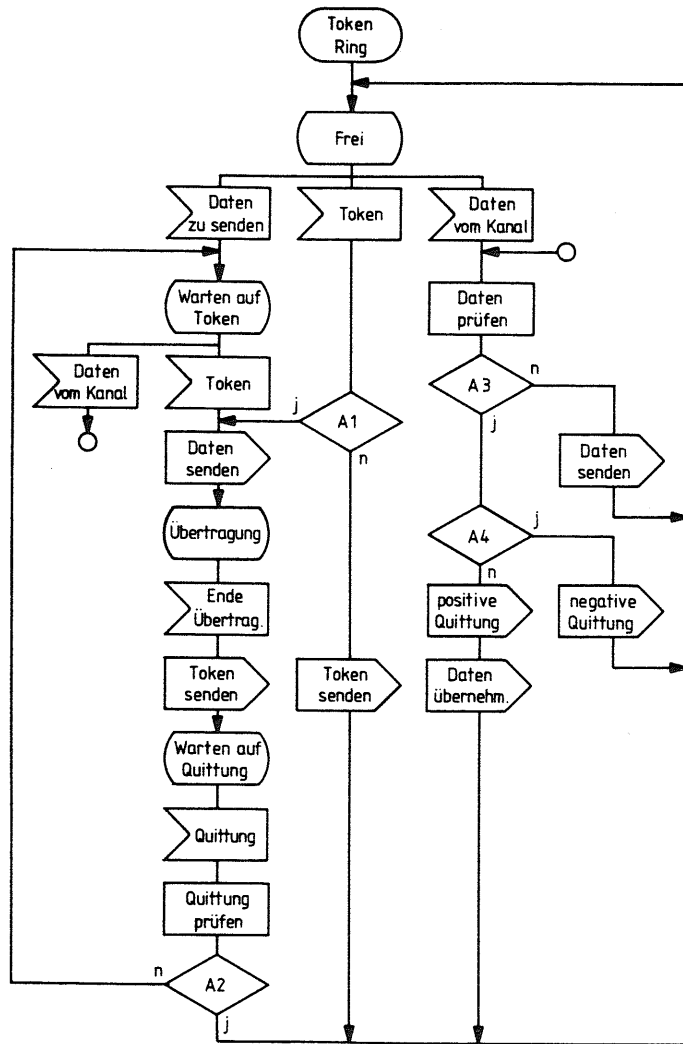 Token
Ring
Frei
Daten
zu senden
Token
Daten
vom Kanal
Warten auf
Token
Daten
prüfen
Daten
vom Kanal
Token
j
A1
n
A3
n
j
Daten
senden
Daten
senden
Übertragung
A4
j
n
Ende
Übertrag.
positive
Quittung
negative
Quittung
Token
senden
Token
senden
Daten
übernehm.
Warten auf
Quittung
Quittung
Quittung
prüfen
n
A2
j